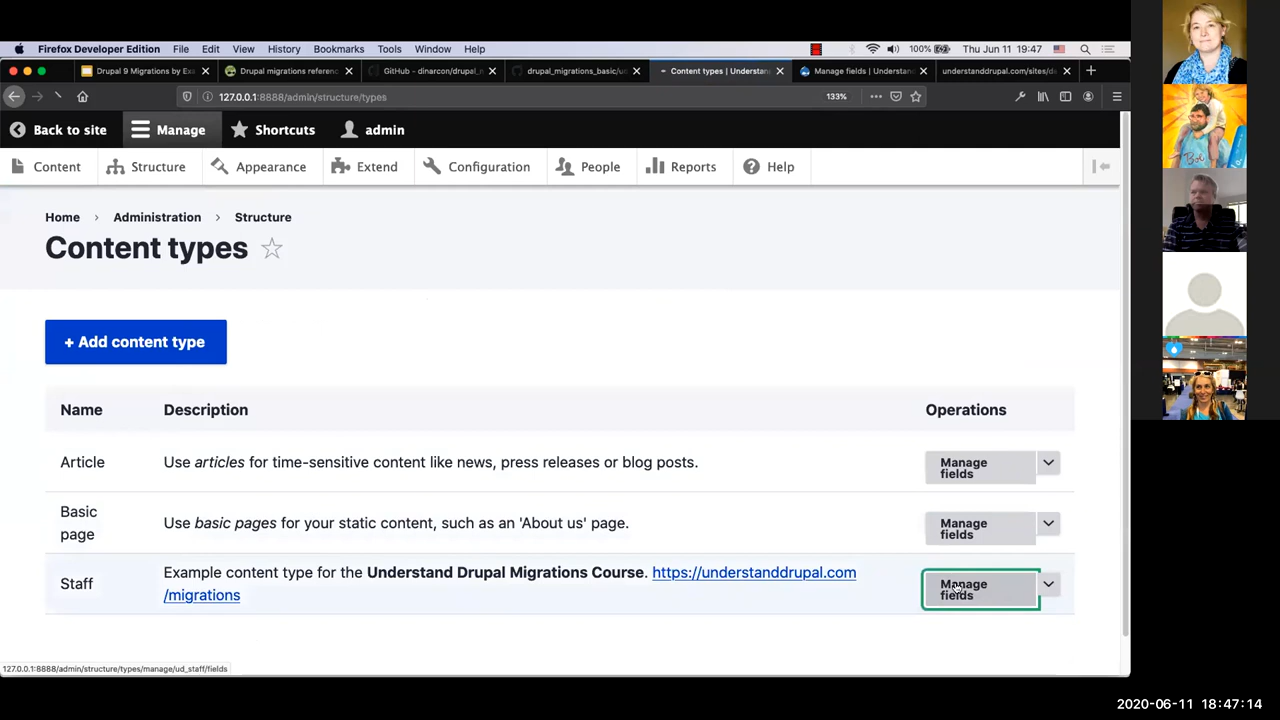 Firefox Developer Edition File Edit View History Bookmarks Tools Window Help 100% Thu Jun 11 19:47
Drupal 9 Migrations by Exa Drupal migrations referenc GitHub - dinarcon/drupal_m drupal_migrations_basic/us Content types | Understan Manage fields | Understand understanddrupal.com/sites/de
127.0.0.1:8888/admin/structure/types 133%
Back to site Manage Shortcuts admin
Content Structure Appearance Extend Configuration People Reports Help
Home › Administration › Structure
Content types
+ Add content type
Name Description Operations
Article Use articles for time-sensitive content like news, press releases or blog posts. Manage
fields
Basic
page Use basic pages for your static content, such as an 'About us' page. Manage
fields
Staff Example content type for the Understand Drupal Migrations Course. https://understanddrupal.com
/migrations Manage
fields
127.0.0.1:8888/admin/structure/types/manage/ud_staff/fields
2020-06-11 18:47:14